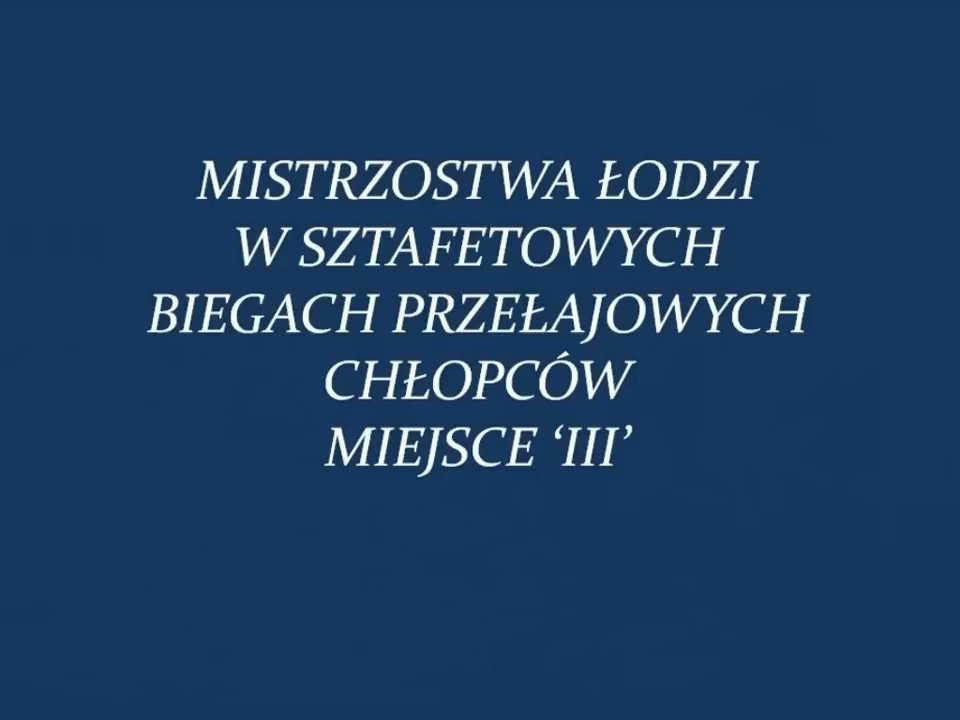 MISTRZOSTWA ŁODZI
W SZTAFETOWYCH
BIEGACH PRZEŁAJOWYCH
CHŁOPCÓW
MIEJSCE ‘III’